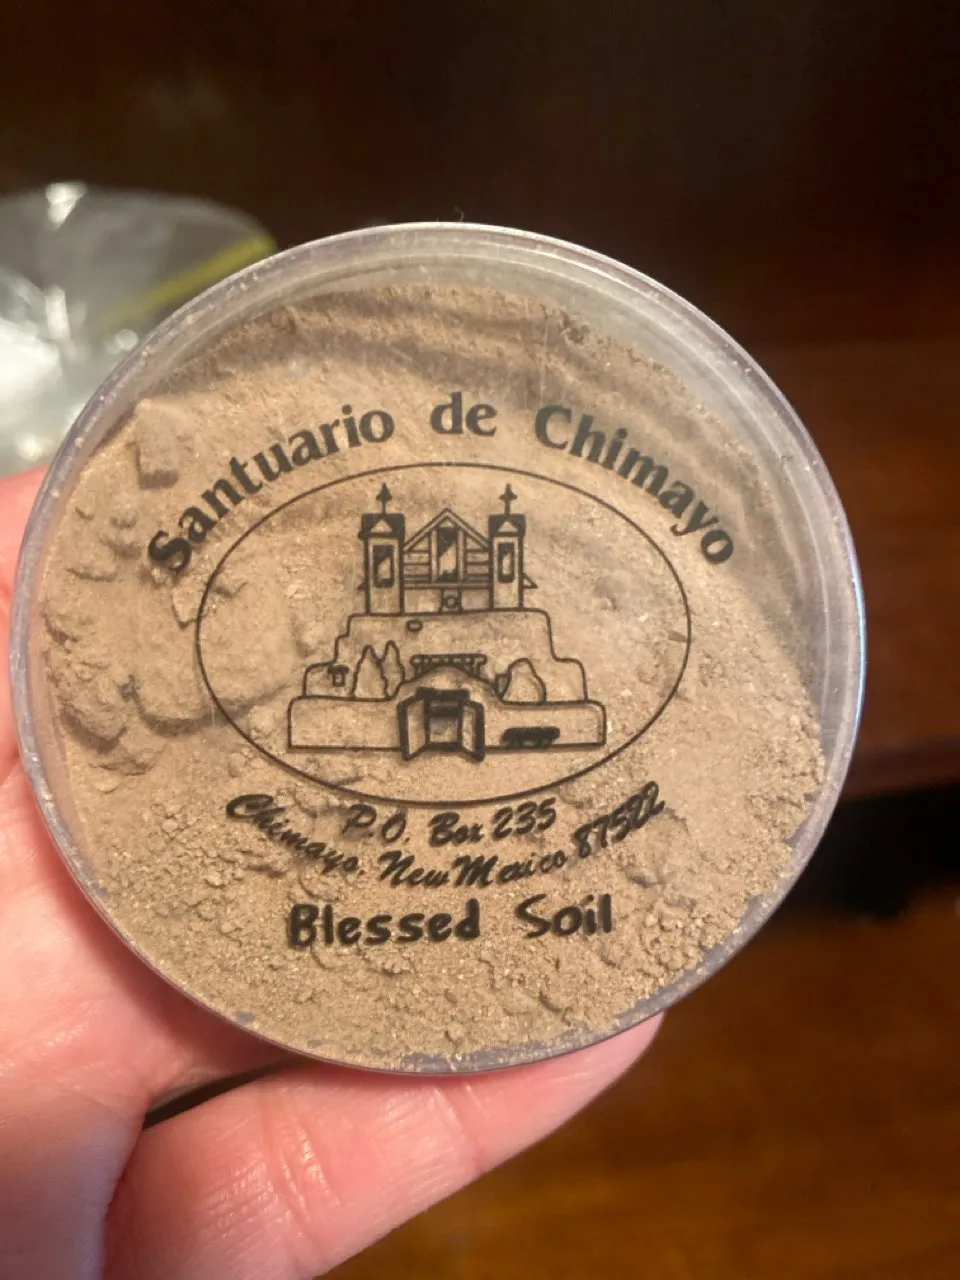 Santuario de Chimayo
P.O. Box 235
Chimayo, New Mexico 87522
Blessed Soil